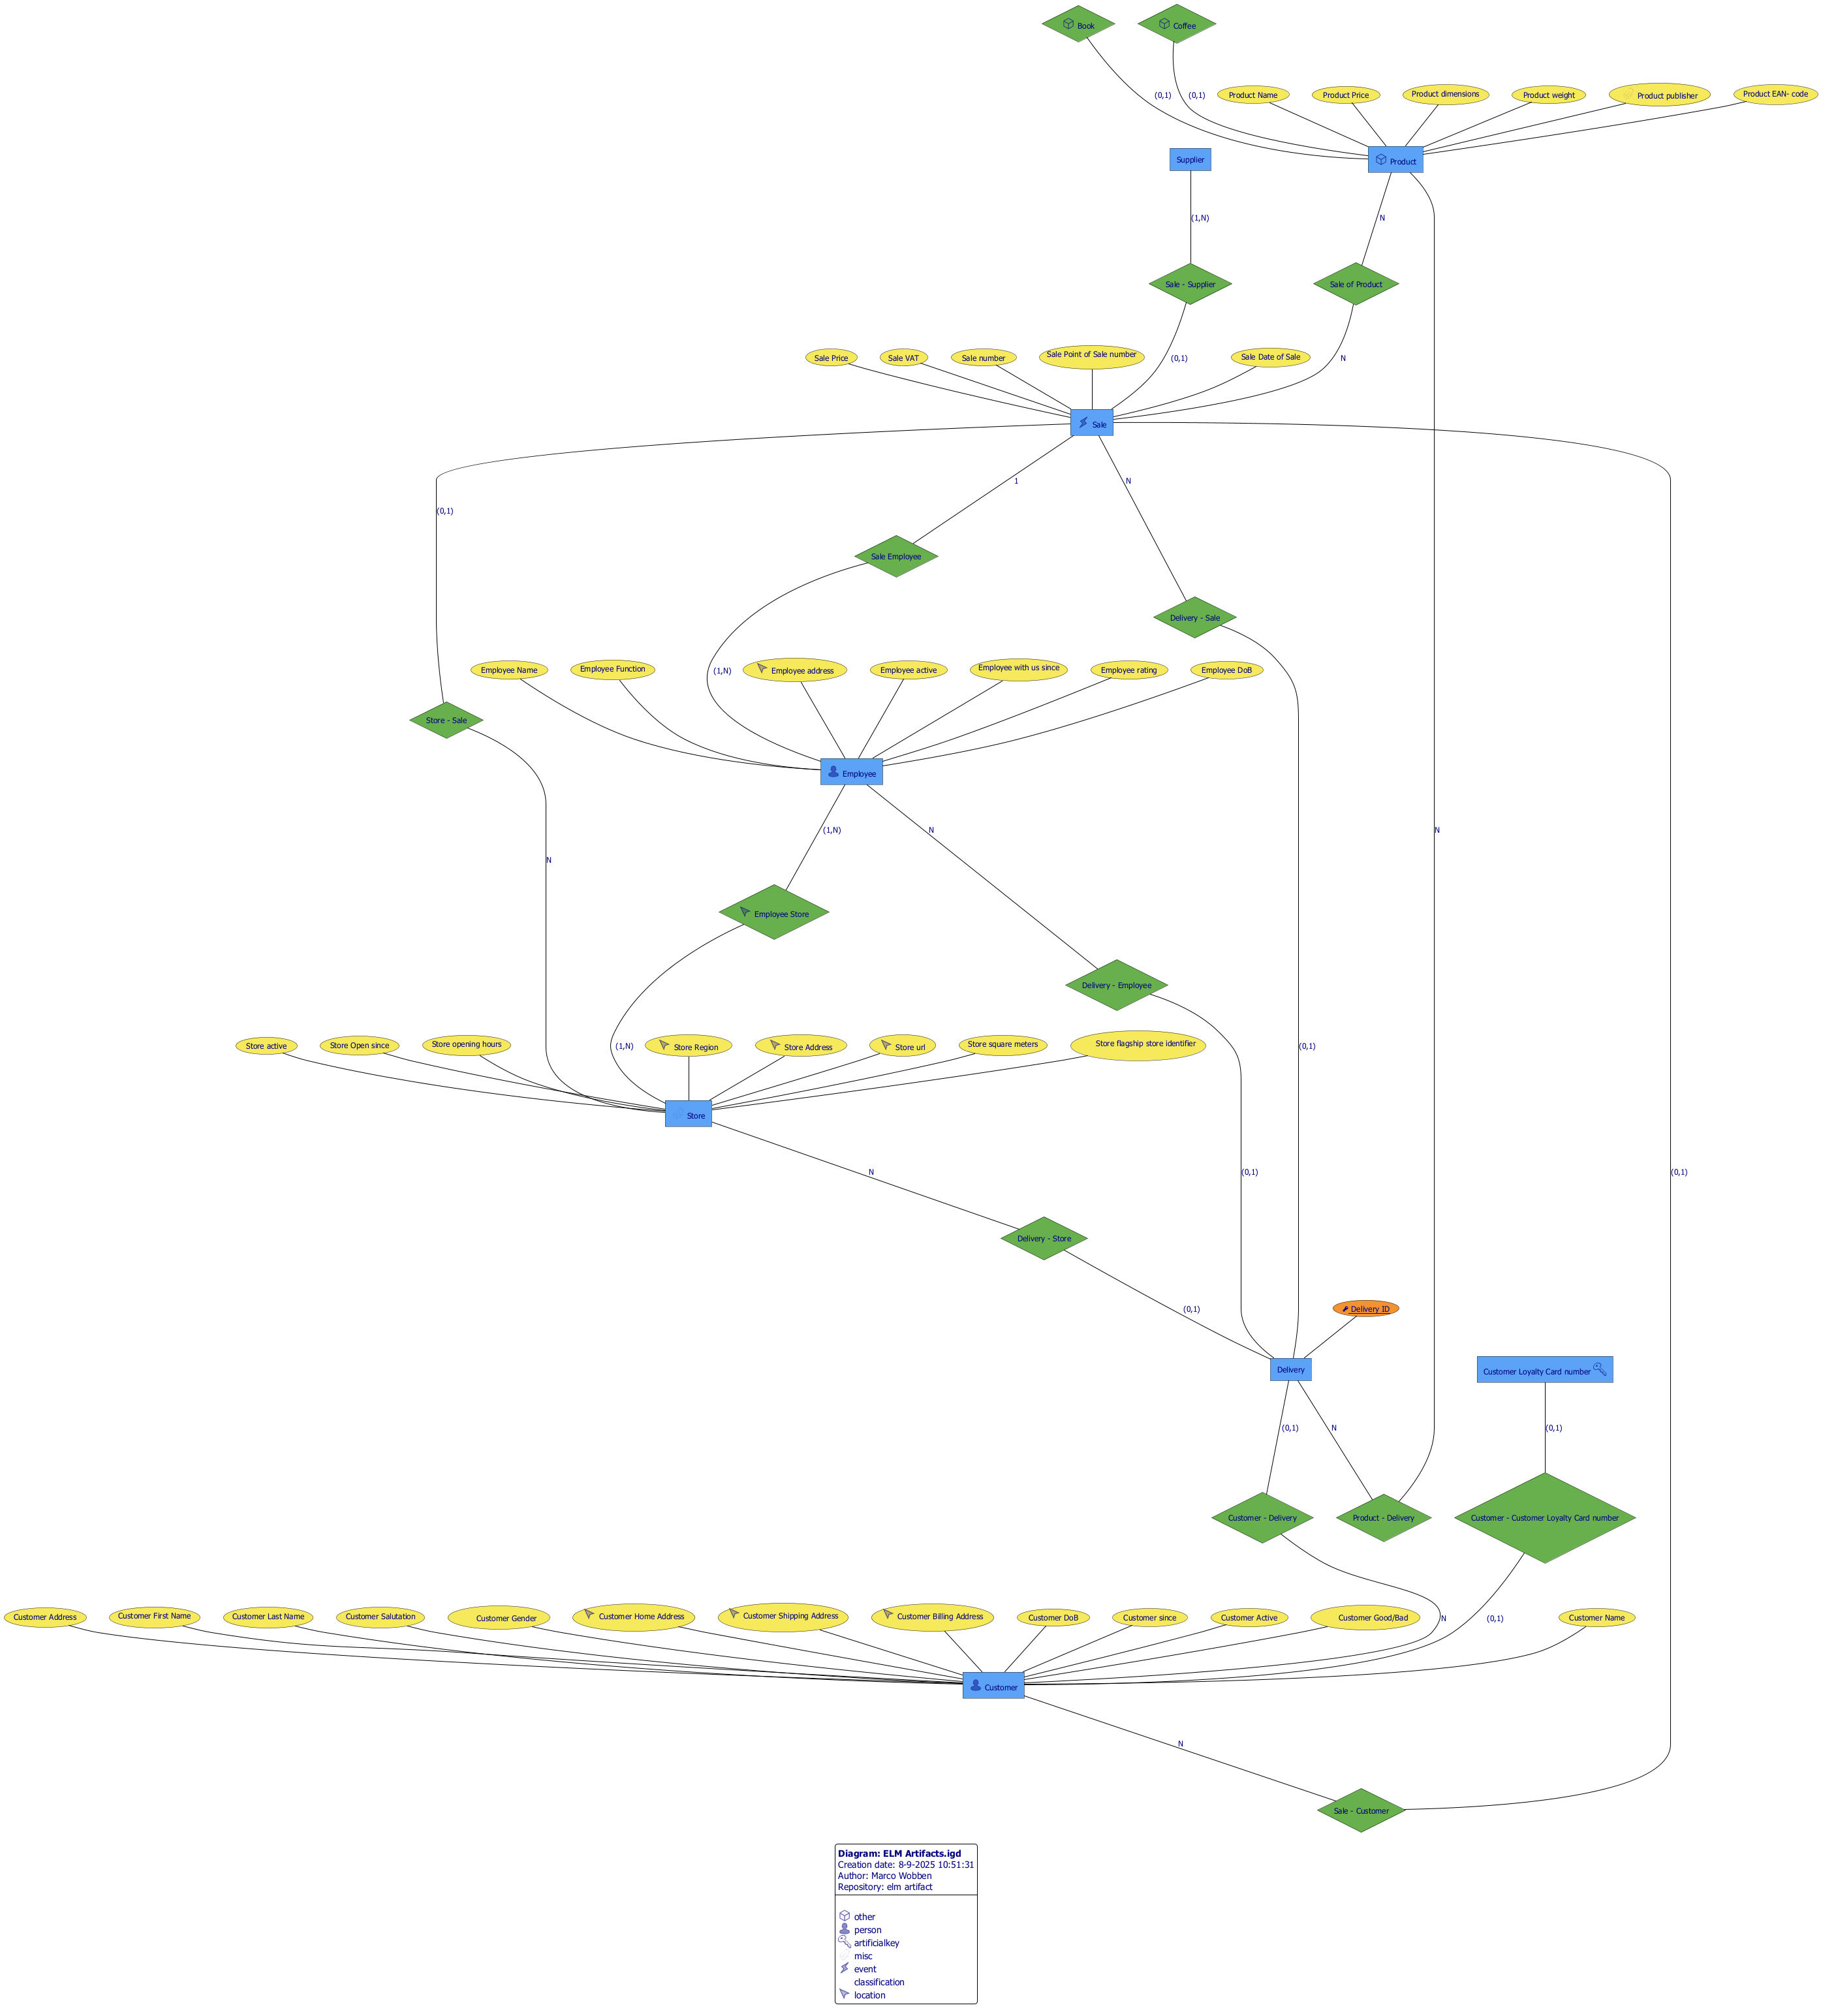 Book
Coffee
(0,1)
(0,1)
Product Name
Product Price
Product dimensions
Product weight
Product publisher
Product EAN- code
Supplier
Product
(1,N)
N
Sale - Supplier
Sale of Product
Sale Price
Sale VAT
Sale number
Sale Point of Sale number
(0,1)
Sale Date of Sale
N
Sale
(0,1)
1
N
Sale Employee
Delivery - Sale
Employee Name
Employee Function
(1,N)
Employee address
Employee active
Employee with us since
Employee rating
Employee DoB
Store - Sale
Employee
N
(1,N)
N
N
Employee Store
Delivery - Employee
Store active
Store Open since
Store opening hours
(1,N)
Store Region
Store Address
Store url
Store square meters
Store flagship store identifier
(0,1)
Store
N
(0,1)
(0,1)
Delivery - Store
(0,1)
Delivery ID
Delivery
Customer Loyalty Card number
(0,1)
N
(0,1)
Customer - Delivery
Product - Delivery
Customer - Customer Loyalty Card number
Customer Address
Customer First Name
Customer Last Name
Customer Salutation
Customer Gender
Customer Home Address
Customer Shipping Address
Customer Billing Address
Customer DoB
Customer since
Customer Active
Customer Good/Bad
N
(0,1)
Customer Name
Customer
N
Sale - Customer
Diagram: ELM Artifacts.igd
Creation date: 8-9-2025 10:51:31
Author: Marco Wobben
Repository: elm artifact
other
person
artificialkey
misc
event
classification
location